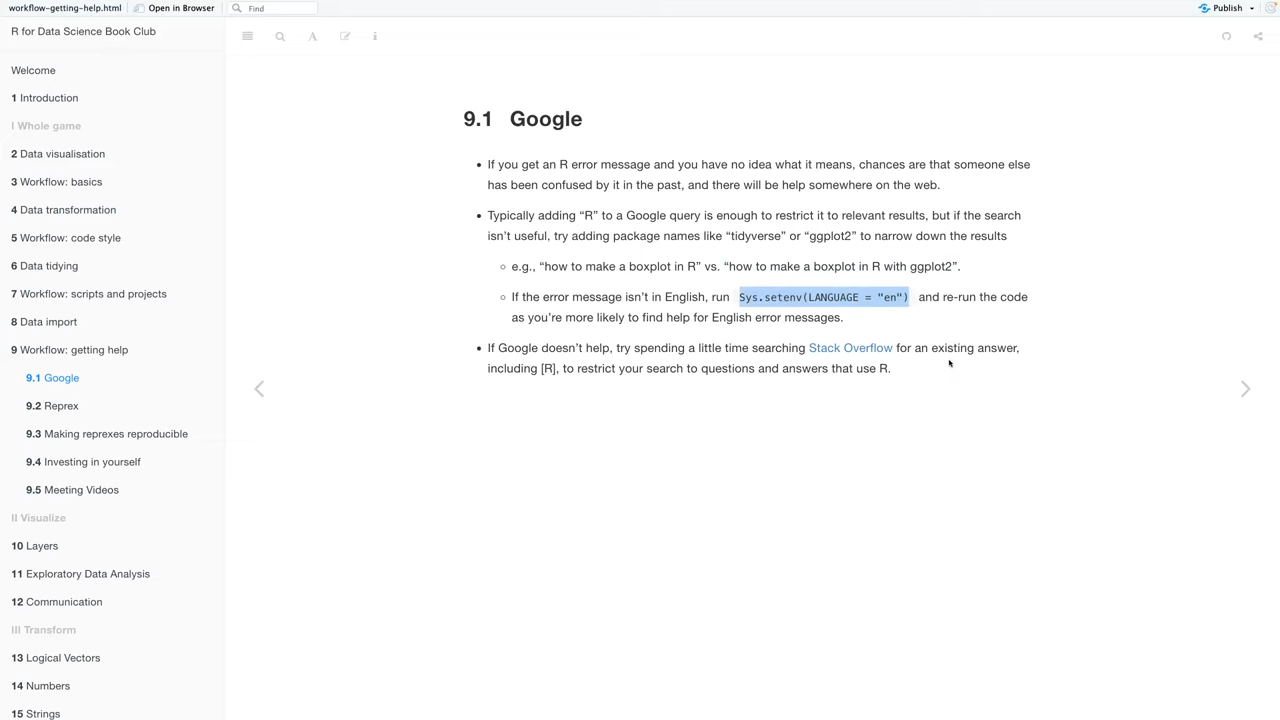 workflow-getting-help.html
Open in Browser
Find
Publish
R for Data Science Book Club
Welcome
1 Introduction
I Whole game
2 Data visualisation
3 Workflow: basics
4 Data transformation
5 Workflow: code style
6 Data tidying
7 Workflow: scripts and projects
8 Data import
9 Workflow: getting help
9.1 Google
9.2 Reprex
9.3 Making reprexes reproducible
9.4 Investing in yourself
9.5 Meeting Videos
II Visualize
10 Layers
11 Exploratory Data Analysis
12 Communication
III Transform
13 Logical Vectors
14 Numbers
15 Strings
A
9.1 Google
• If you get an R error message and you have no idea what it means, chances are that someone else
has been confused by it in the past, and there will be help somewhere on the web.
• Typically adding “R” to a Google query is enough to restrict it to relevant results, but if the search
isn’t useful, try adding package names like “tidyverse” or “ggplot2” to narrow down the results
◦ e.g., “how to make a boxplot in R” vs. “how to make a boxplot in R with ggplot2”.
◦ If the error message isn’t in English, run Sys.setenv(LANGUAGE = "en") and re-run the code
as you’re more likely to find help for English error messages.
• If Google doesn’t help, try spending a little time searching Stack Overflow for an existing answer,
including [R], to restrict your search to questions and answers that use R.